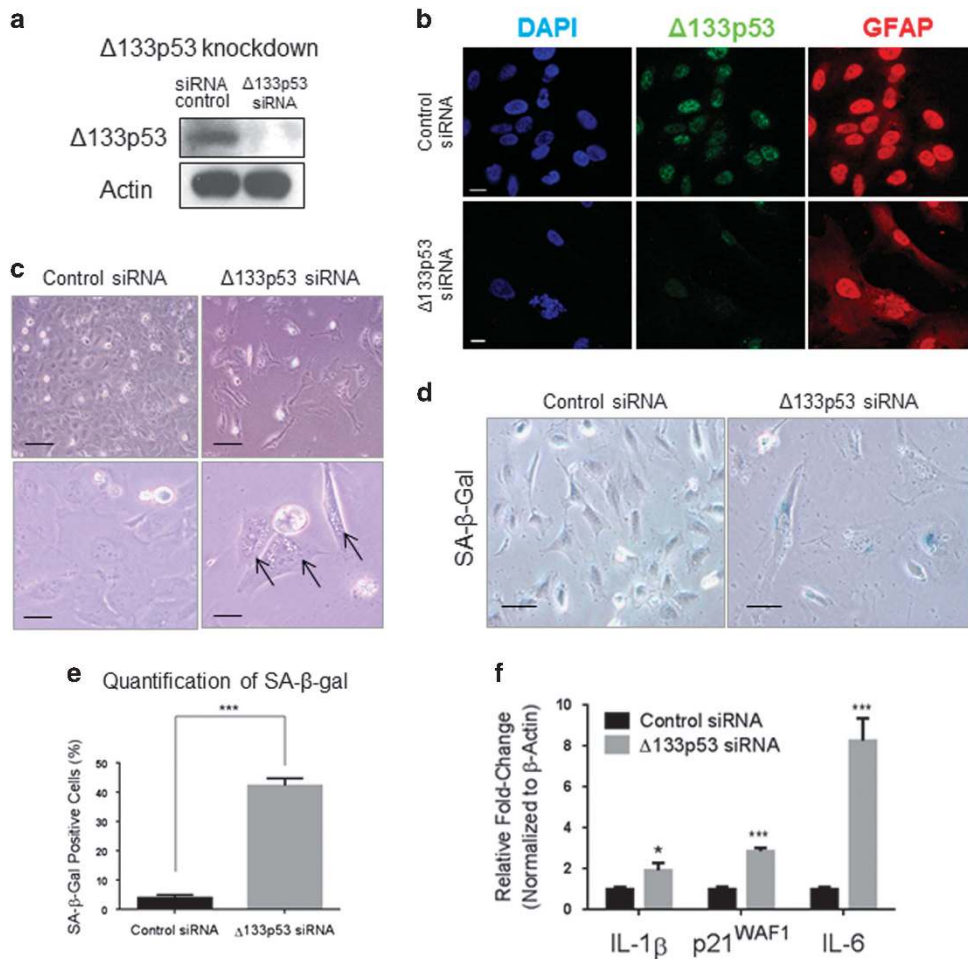 a
Δ133p53 knockdown
siRNA control
Δ133p53 siRNA
Δ133p53
Actin
b
DAPI
Δ133p53
GFAP
Control siRNA
Δ133p53 siRNA
c
Control siRNA
Δ133p53 siRNA
d
Control siRNA
Δ133p53 siRNA
SA-β-Gal
e
Quantification of SA-β-gal
***
SA-β-Gal Positive Cells (%)
50
40
30
20
10
0
Control siRNA
Δ133p53 siRNA
f
Relative Fold-Change
(Normalized to β-Actin)
10
8
6
4
2
0
Control siRNA
Δ133p53 siRNA
*
***
***
IL-1β
p21WAF1
IL-6